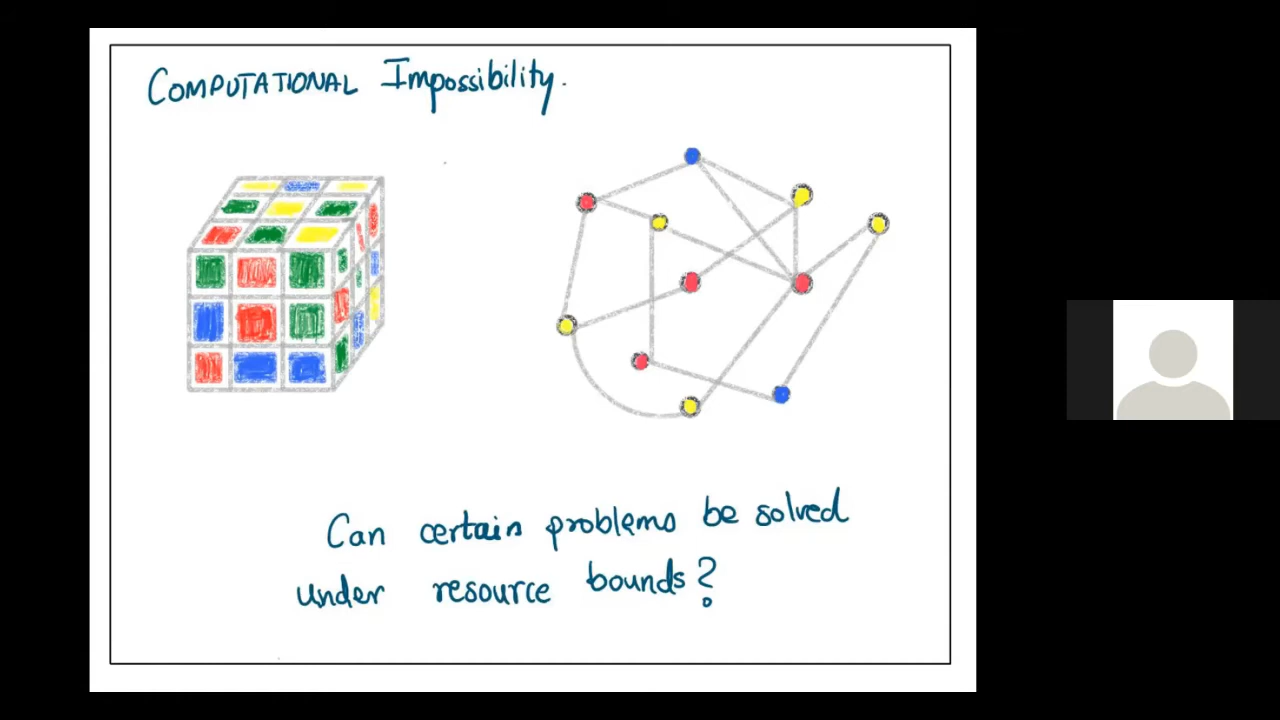 COMPUTATIONAL Impossibility.
Can certain problems be solved
under resource bounds?